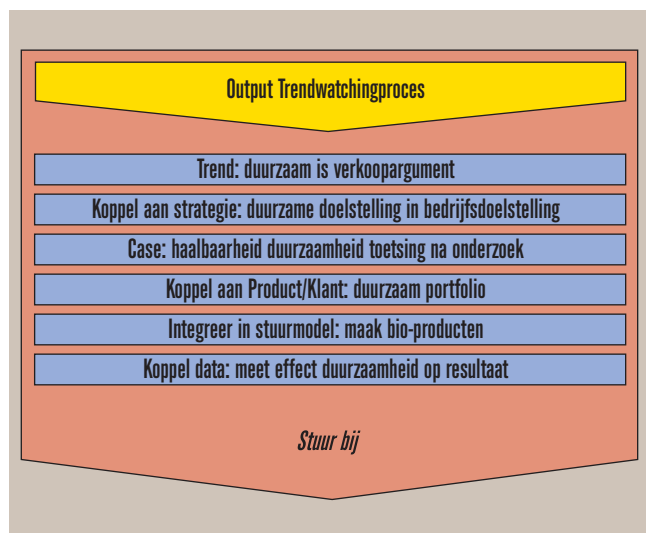 Output Trendwatchingproces
Trend: duurzaam is verkoopargument
Koppel aan strategie: duurzame doelstelling in bedrijfsdoelstelling
Case: haalbaarheid duurzaamheid toetsing na onderzoek
Koppel aan Product/Klant: duurzaam portfolio
Integreer in stuurmodel: maak bio-producten
Koppel data: meet effect duurzaamheid op resultaat
Stuur bij